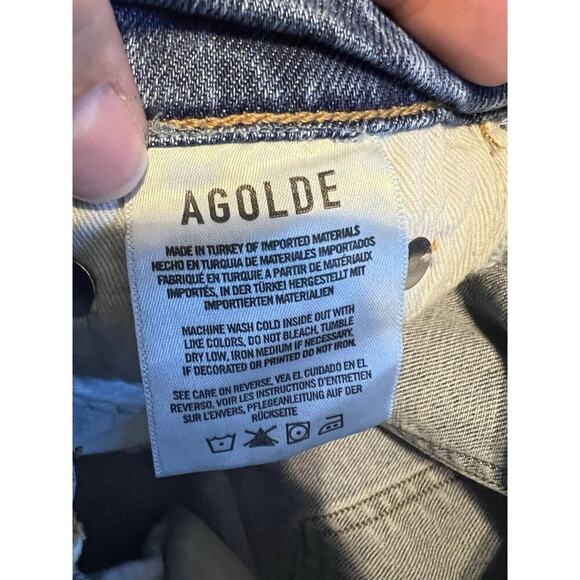 AGOLDE
MADE IN TURKEY OF IMPORTED MATERIALS
HECHO EN TURQUIA DE MATERIALES IMPORTADOS
FABRIQUÉ EN TURQUIE A PARTIR DE MATÉRIAUX
IMPORTÉS, IN DER TÜRKEI HERGESTELLT MIT
IMPORTIERTEN MATERIALIEN
MACHINE WASH COLD INSIDE OUT WITH
LIKE COLORS, DO NOT BLEACH, TUMBLE
DRY LOW, IRON MEDIUM IF NECESSARY,
IF DECORATED OR PRINTED DO NOT IRON.
SEE CARE ON REVERSE, VEA EL CUIDADO EN EL
REVERSO, VOIR LES INSTRUCTIONS D'ENTRETIEN
SUR L'ENVERS, PFLEGEANLEITUNG AUF DER
RÜCKSEITE